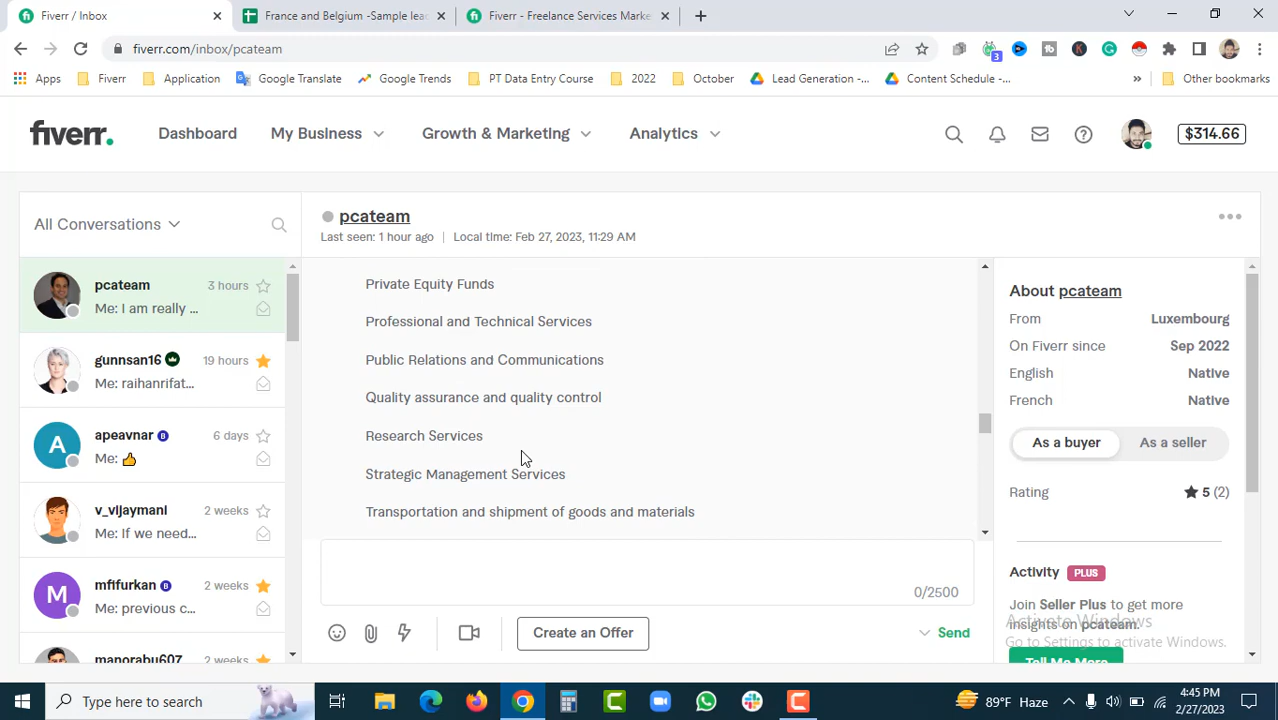 Fiverr / Inbox
France and Belgium -Sample lea
Fiverr - Freelance Services Marke
fiverr.com/inbox/pcateam
3
Apps
Fiverr
Application
Google Translate
Google Trends
PT Data Entry Course
2022
October
Lead Generation -...
Content Schedule -...
Other bookmarks
fiverr.
Dashboard
My Business
Growth & Marketing
Analytics
$314.66
All Conversations
pcateam
Last seen: 1 hour ago
Local time: Feb 27, 2023, 11:29 AM
pcateam
3 hours
Me: I am really ...
gunnsan16
19 hours
Me: raihanrifat...
A
apeavnar
B
6 days
Me: 👍
v_vijaymani
2 weeks
Me: If we need...
M
mflfurkan
B
2 weeks
Me: previous c...
manorabu607
2 weeks
Private Equity Funds
Professional and Technical Services
Public Relations and Communications
Quality assurance and quality control
Research Services
Strategic Management Services
Transportation and shipment of goods and materials
0/2500
Create an Offer
Send
About pcateam
From
Luxembourg
On Fiverr since
Sep 2022
English
Native
French
Native
As a buyer
As a seller
Rating
5 (2)
Activity
PLUS
Join Seller Plus to get more
insights on pcateam.
Activate Windows
Go to Settings to activate Windows.
Tell Me More
Type here to search
89°F Haze
4:45 PM
2/27/2023